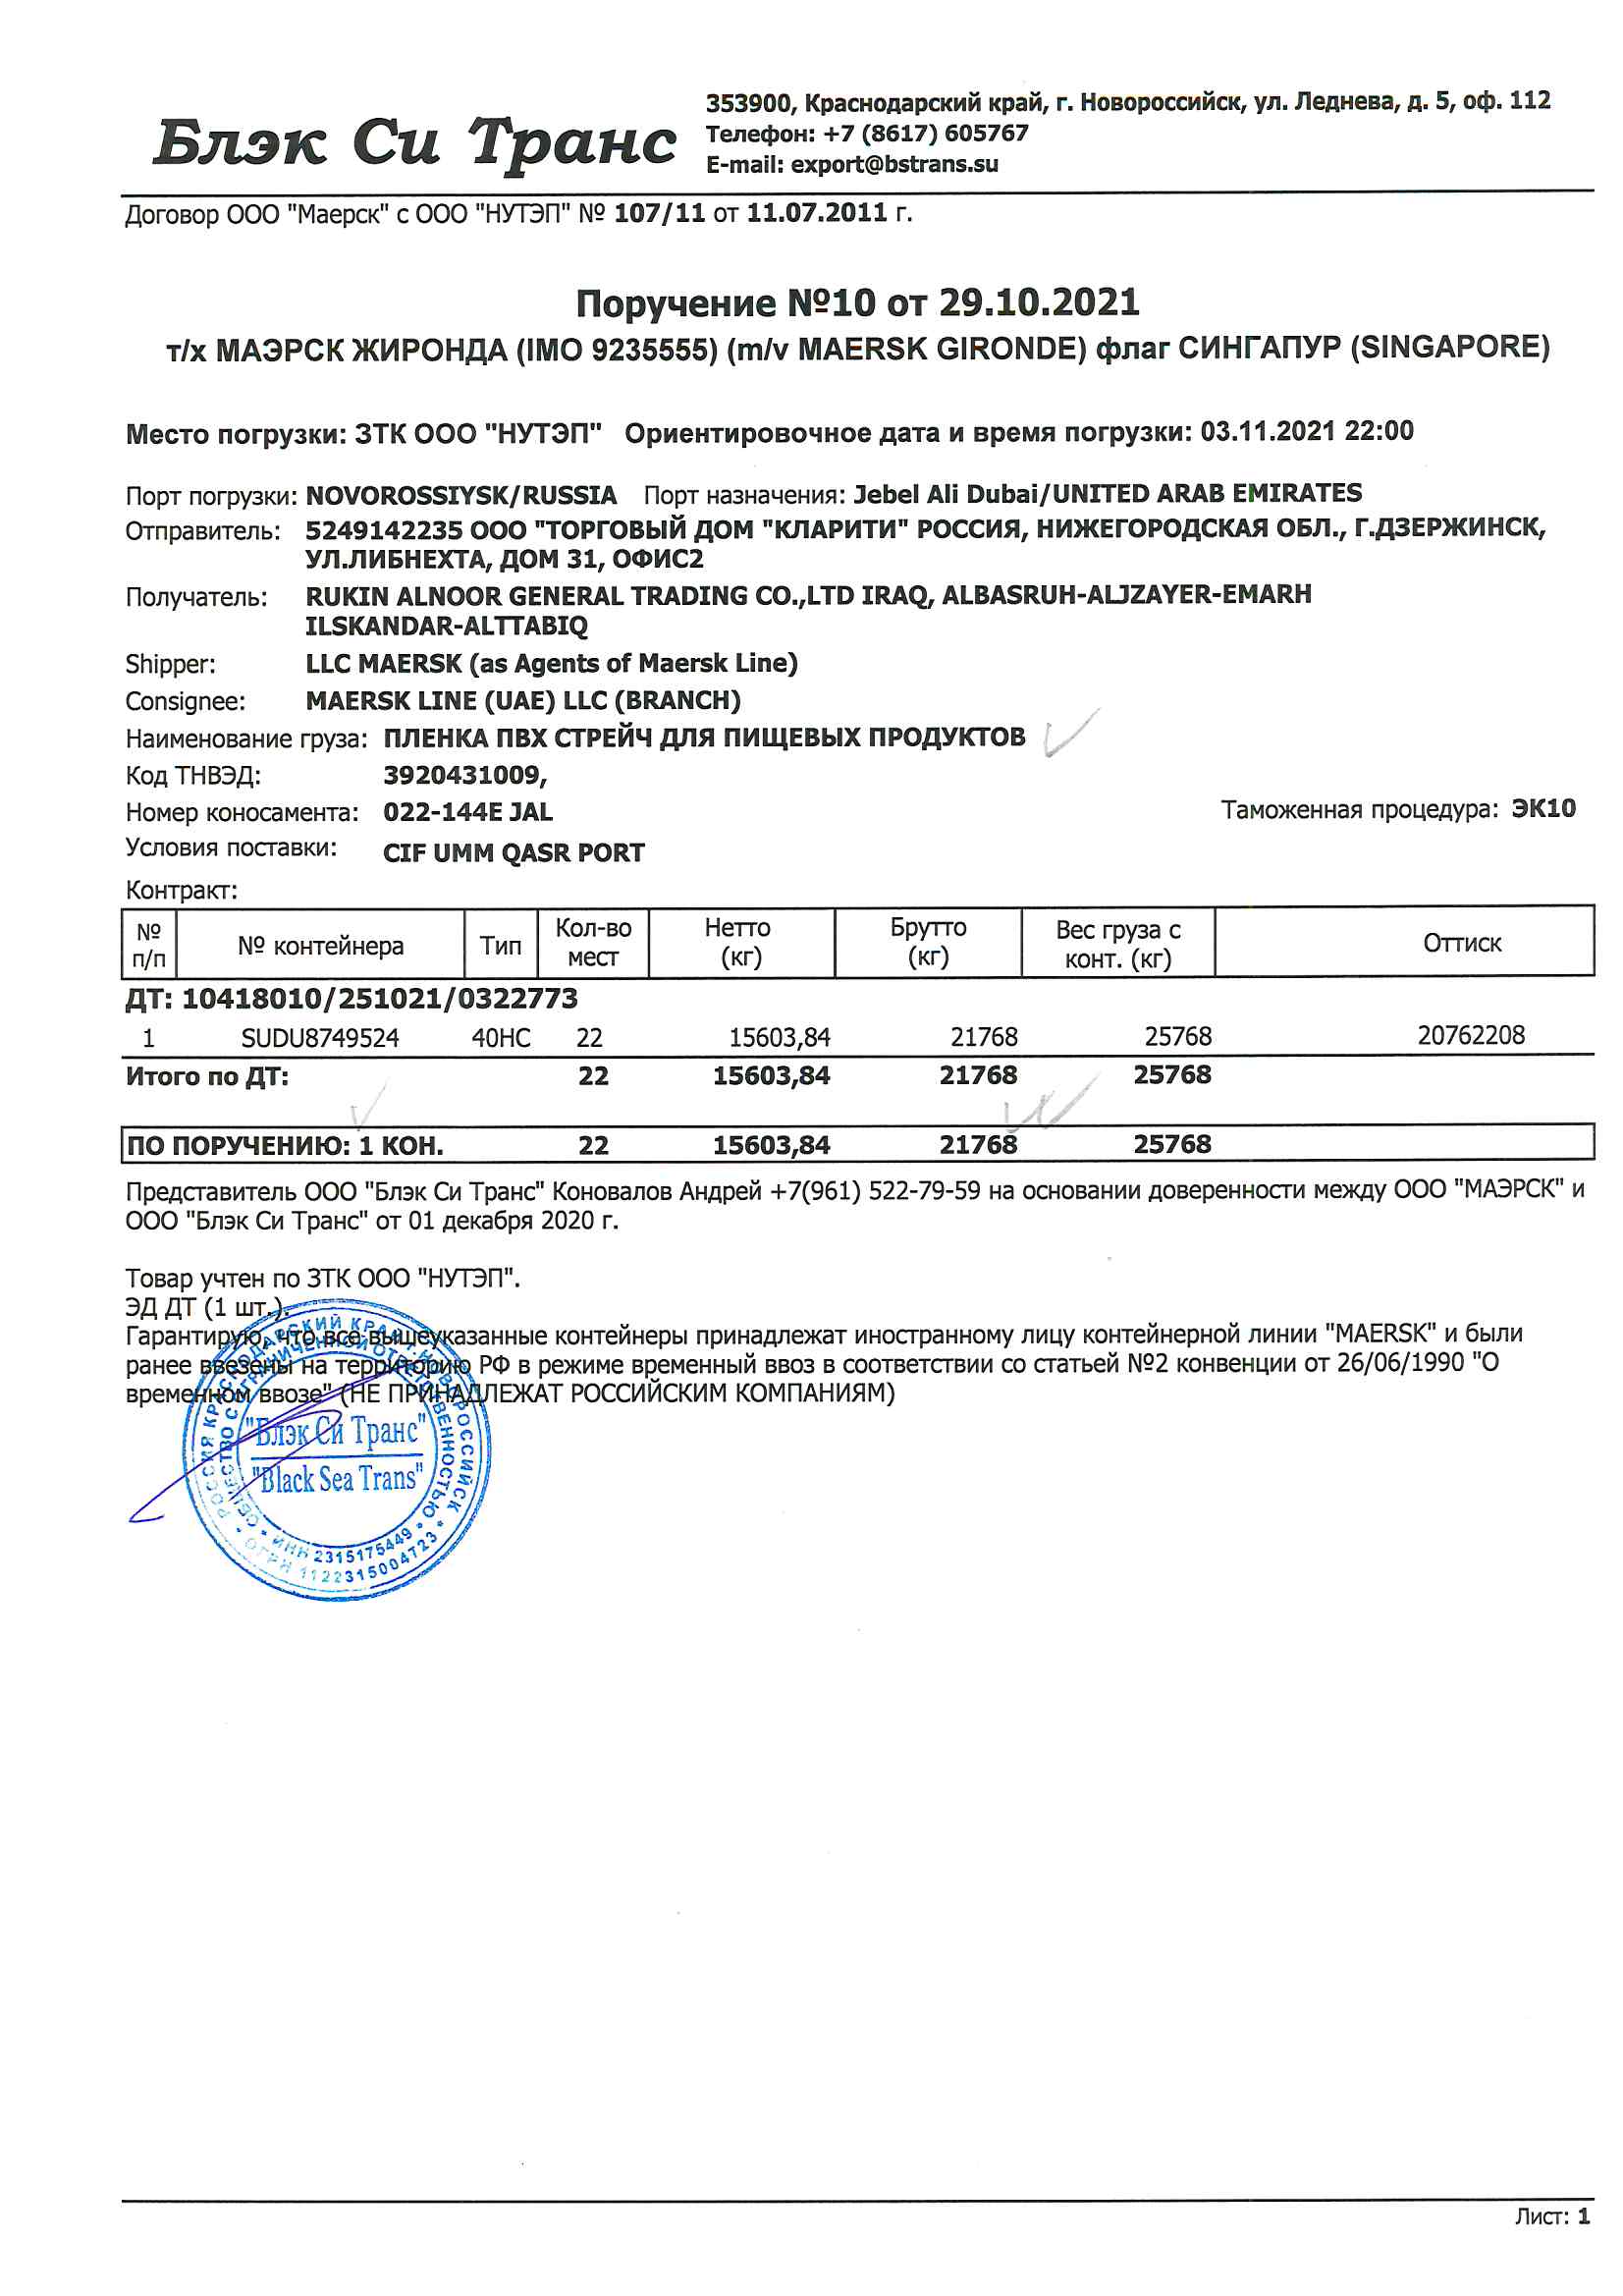 Блэк Си Транс
353900, Краснодарский край, г. Новороссийск, ул. Леднева, д. 5, оф. 112
Телефон: +7 (8617) 605767
E-mail: export@bstrans.su
Договор ООО "Маерск" с ООО "НУТЭП" № 107/11 от 11.07.2011 г.
Поручение №10 от 29.10.2021
т/х МАЭРСК ЖИРОНДА (IMO 9235555) (m/v MAERSK GIRONDE) флаг СИНГАПУР (SINGAPORE)
Место погрузки: ЗТК ООО "НУТЭП" Ориентировочное дата и время погрузки: 03.11.2021 22:00
Порт погрузки: NOVOROSSIYSK/RUSSIA Порт назначения: Jebel Ali Dubai/UNITED ARAB EMIRATES
Отправитель: 5249142235 ООО "ТОРГОВЫЙ ДОМ "КЛАРИТИ" РОССИЯ, НИЖЕГОРОДСКАЯ ОБЛ., Г.ДЗЕРЖИНСК,
УЛ.ЛИБНЕХТА, ДОМ 31, ОФИС2
Получатель: RUKIN ALNOOR GENERAL TRADING CO.,LTD IRAQ, ALBASRUH-ALJZAYER-EMARH
ILSKANDAR-ALTTABIQ
Shipper: LLC MAERSK (as Agents of Maersk Line)
Consignee: MAERSK LINE (UAE) LLC (BRANCH)
Наименование груза: ПЛЕНКА ПВХ СТРЕЙЧ ДЛЯ ПИЩЕВЫХ ПРОДУКТОВ
Код ТНВЭД: 3920431009,
Номер коносамента: 022-144E JAL Таможенная процедура: ЭК10
Условия поставки: CIF UMM QASR PORT
Контракт:
№ п/п № контейнера Тип Кол-во мест Нетто (кг) Брутто (кг) Вес груза с конт. (кг) Оттиск
ДТ: 10418010/251021/0322773
1 SUDU8749524 40HC 22 15603,84 21768 25768 20762208
Итого по ДТ: 22 15603,84 21768 25768
ПО ПОРУЧЕНИЮ: 1 КОН. 22 15603,84 21768 25768
Представитель ООО "Блэк Си Транс" Коновалов Андрей +7(961) 522-79-59 на основании доверенности между ООО "МАЭРСК" и
ООО "Блэк Си Транс" от 01 декабря 2020 г.
Товар учтен по ЗТК ООО "НУТЭП".
ЭД ДТ (1 шт.).
Гарантирую, что все вышеуказанные контейнеры принадлежат иностранному лицу контейнерной линии "MAERSK" и были
ранее ввезены на территорию РФ в режиме временный ввоз в соответствии со статьей №2 конвенции от 26/06/1990 "О
временном ввозе" (НЕ ПРИНАДЛЕЖАТ РОССИЙСКИМ КОМПАНИЯМ)
РОССИЯ КРАСНОДАРСКИЙ КРАЙ Г.НОВОРОССИЙСК * ОГРН 1122315004723 *
ОБЩЕСТВО С ОГРАНИЧЕННОЙ ОТВЕТСТВЕННОСТЬЮ * ИНН 2315175449 *
"Блэк Си Транс"
"Black Sea Trans"
Лист: 1